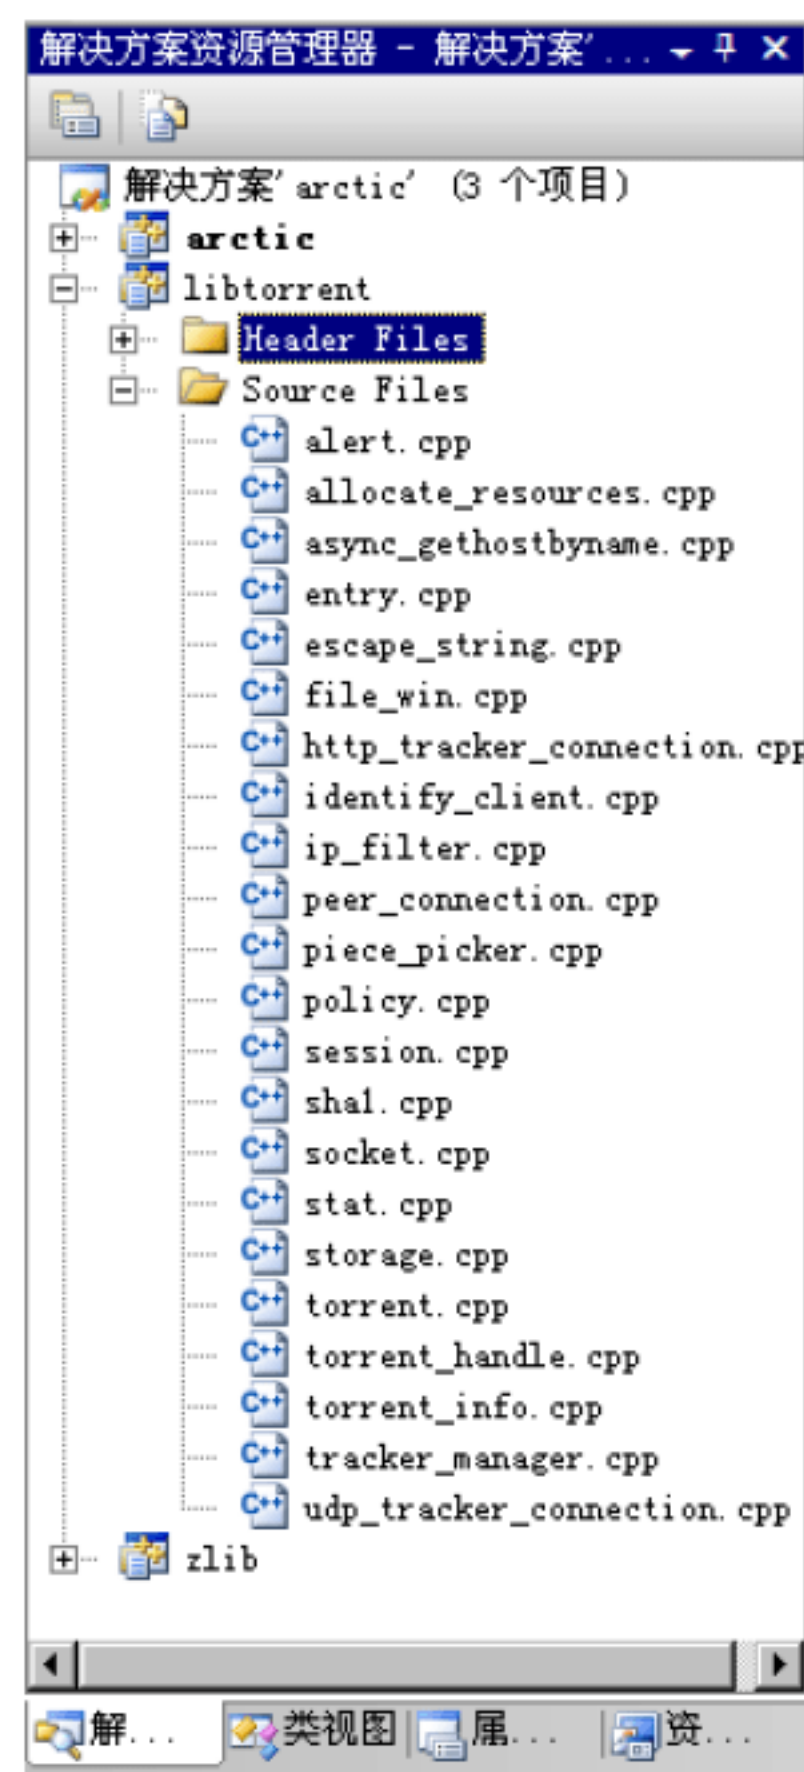 解决方案资源管理器 - 解决方案'...
解决方案'arctic' (3 个项目)
arctic
libtorrent
Header Files
Source Files
alert.cpp
allocate_resources.cpp
async_gethostbyname.cpp
entry.cpp
escape_string.cpp
file_win.cpp
http_tracker_connection.cpp
identify_client.cpp
ip_filter.cpp
peer_connection.cpp
piece_picker.cpp
policy.cpp
session.cpp
sha1.cpp
socket.cpp
stat.cpp
storage.cpp
torrent.cpp
torrent_handle.cpp
torrent_info.cpp
tracker_manager.cpp
udp_tracker_connection.cpp
zlib
解... 类视图 属... 资...